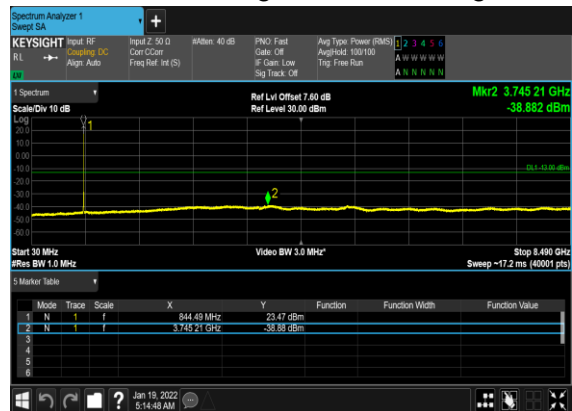 Spectrum Analyzer 1
Swept SA
+
KEYSIGHT Input: RF Input Z: 50 Ω #Atten: 40 dB PNO: Fast Avg Type: Power (RMS) 1 2 3 4 5 6
RL Coupling: DC Corr CCorr Gate: Off Avg|Hold: 100/100 A W W W W W
Align: Auto Freq Ref: Int (S) IF Gain: Low Trig: Free Run
Sig Track: Off A N N N N N
1 Spectrum Ref Lvl Offset 7.60 dB Mkr2 3.745 21 GHz
Scale/Div 10 dB Ref Level 30.00 dBm -38.882 dBm
Log
20.0
10.0
0.00
-10.0
DL1 -13.00 dBm
-20.0
-30.0
-40.0
-50.0
-60.0
1
2
Start 30 MHz Video BW 3.0 MHz* Stop 8.490 GHz
#Res BW 1.0 MHz Sweep ~17.2 ms (40001 pts)
5 Marker Table
Mode Trace Scale X Y Function Function Width Function Value
1 N 1 f 844.49 MHz 23.47 dBm
2 N 1 f 3.745 21 GHz -38.88 dBm
3
4
5
6
? Jan 19, 2022
5:14:48 AM